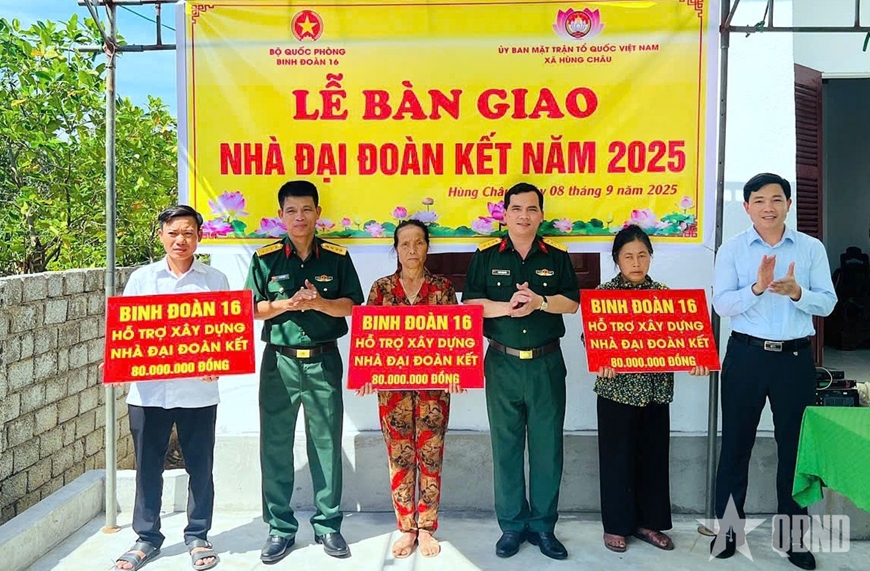 BỘ QUỐC PHÒNG
BINH ĐOÀN 16
ỦY BAN MẶT TRẬN TỔ QUỐC VIỆT NAM
XÃ HÙNG CHÂU
LỄ BÀN GIAO
NHÀ ĐẠI ĐOÀN KẾT NĂM 2025
Hùng Châu, ngày 08 tháng 9 năm 2025
BINH ĐOÀN 16
HỖ TRỢ XÂY DỰNG
NHÀ ĐẠI ĐOÀN KẾT
80.000.000 ĐỒNG
BINH ĐOÀN 16
HỖ TRỢ XÂY DỰNG
NHÀ ĐẠI ĐOÀN KẾT
80.000.000 ĐỒNG
BINH ĐOÀN 16
HỖ TRỢ XÂY DỰNG
NHÀ ĐẠI ĐOÀN KẾT
80.000.000 ĐỒNG
QĐND